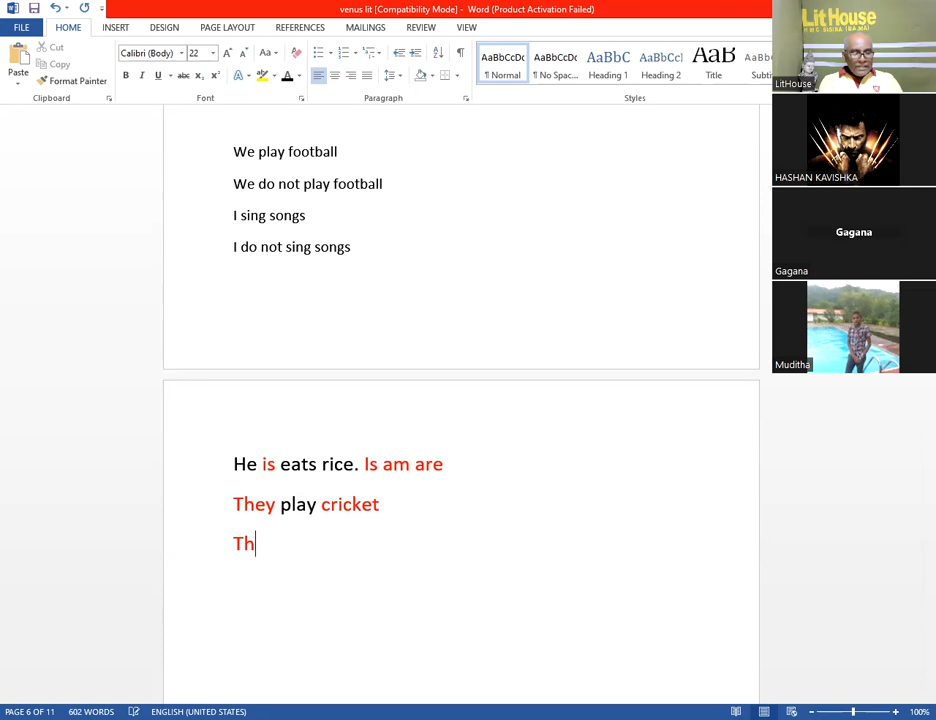 venus lit [Compatibility Mode] - Word (Product Activation Failed)
FILE HOME INSERT DESIGN PAGE LAYOUT REFERENCES MAILINGS REVIEW VIEW
Cut
Copy
Format Painter
Paste
Calibri (Body) 22
AaBbCcDc AaBbCcDc AaBbC AaBbCcI AaB AaBbCcD
¶ Normal ¶ No Spac... Heading 1 Heading 2 Title Subti
Clipboard Font Paragraph Styles
We play football
We do not play football
I sing songs
I do not sing songs
He is eats rice. Is am are
They play cricket
Th
LitHouse
LitHouse
HASHAN KAVISHKA
Gagana
Gagana
Muditha
PAGE 6 OF 11 602 WORDS ENGLISH (UNITED STATES) 100%